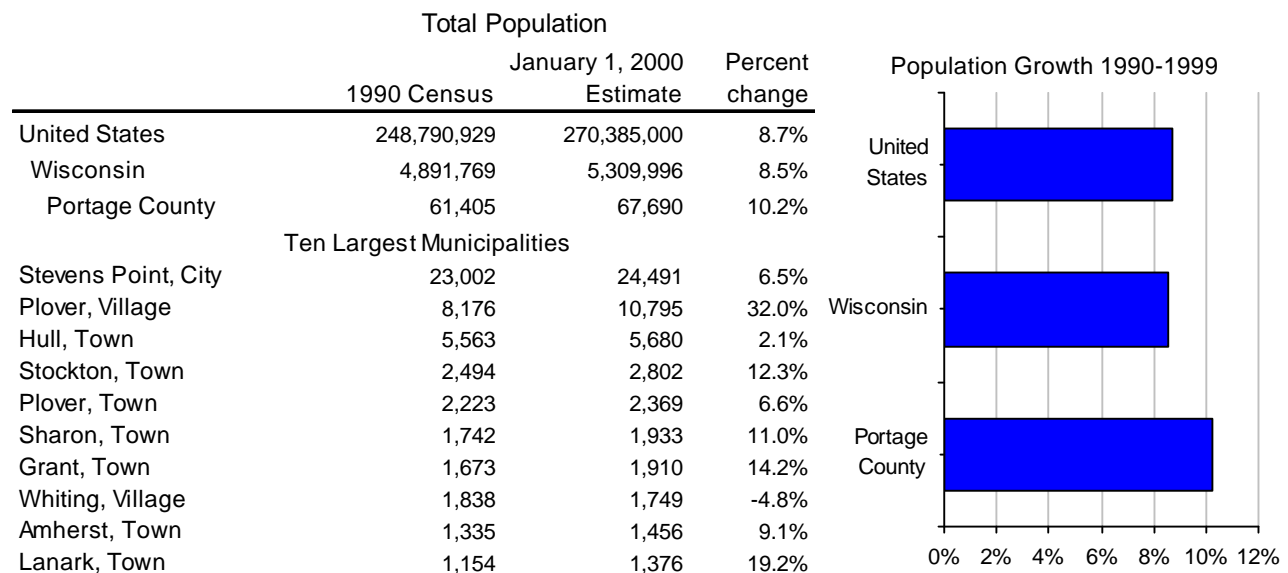 Total Population
January 1, 2000 Percent
1990 Census Estimate change
United States 248,790,929 270,385,000 8.7%
Wisconsin 4,891,769 5,309,996 8.5%
Portage County 61,405 67,690 10.2%
Ten Largest Municipalities
Stevens Point, City 23,002 24,491 6.5%
Plover, Village 8,176 10,795 32.0%
Hull, Town 5,563 5,680 2.1%
Stockton, Town 2,494 2,802 12.3%
Plover, Town 2,223 2,369 6.6%
Sharon, Town 1,742 1,933 11.0%
Grant, Town 1,673 1,910 14.2%
Whiting, Village 1,838 1,749 -4.8%
Amherst, Town 1,335 1,456 9.1%
Lanark, Town 1,154 1,376 19.2%
Population Growth 1990-1999
United
States
Wisconsin
Portage
County
0% 2% 4% 6% 8% 10% 12%